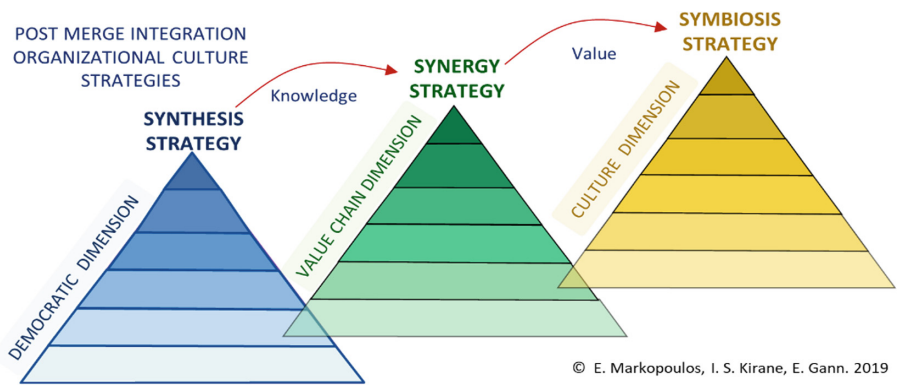 POST MERGE INTEGRATION
ORGANIZATIONAL CULTURE
STRATEGIES
SYNTHESIS
STRATEGY
DEMOCRATIC DIMENSION
Knowledge
SYNERGY
STRATEGY
VALUE CHAIN DIMENSION
Value
SYMBIOSIS
STRATEGY
CULTURE DIMENSION
© E. Markopoulos, I. S. Kirane, E. Gann. 2019